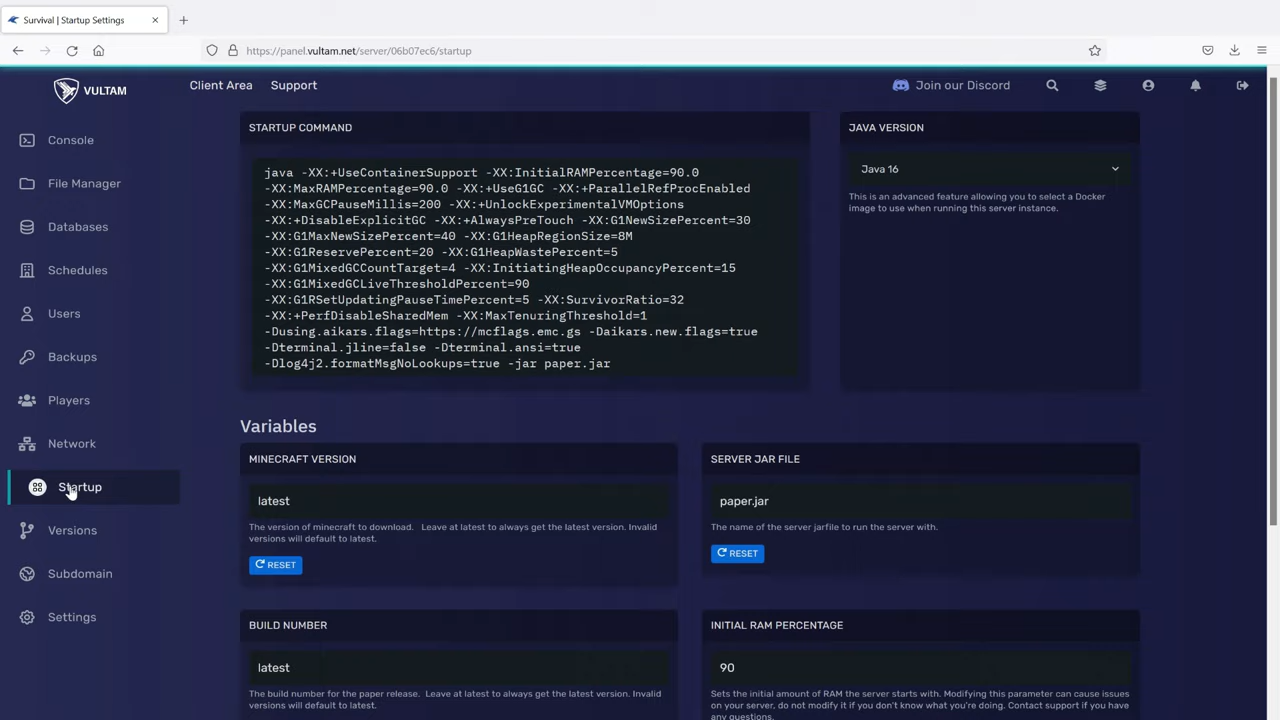 Survival | Startup Settings
https://panel.vultam.net/server/06b07ec6/startup
VULTAM
Client Area
Support
Join our Discord
Console
File Manager
Databases
Schedules
Users
Backups
Players
Network
Startup
Versions
Subdomain
Settings
STARTUP COMMAND
java -XX:+UseContainerSupport -XX:InitialRAMPercentage=90.0
-XX:MaxRAMPercentage=90.0 -XX:+UseG1GC -XX:+ParallelRefProcEnabled
-XX:MaxGCPauseMillis=200 -XX:+UnlockExperimentalVMOptions
-XX:+DisableExplicitGC -XX:+AlwaysPreTouch -XX:G1NewSizePercent=30
-XX:G1MaxNewSizePercent=40 -XX:G1HeapRegionSize=8M
-XX:G1ReservePercent=20 -XX:G1HeapWastePercent=5
-XX:G1MixedGCCountTarget=4 -XX:InitiatingHeapOccupancyPercent=15
-XX:G1MixedGCLiveThresholdPercent=90
-XX:G1RSetUpdatingPauseTimePercent=5 -XX:SurvivorRatio=32
-XX:+PerfDisableSharedMem -XX:MaxTenuringThreshold=1
-Dusing.aikars.flags=https://mcflags.emc.gs -Daikars.new.flags=true
-Dterminal.jline=false -Dterminal.ansi=true
-Dlog4j2.formatMsgNoLookups=true -jar paper.jar
JAVA VERSION
Java 16
This is an advanced feature allowing you to select a Docker
image to use when running this server instance.
Variables
MINECRAFT VERSION
latest
The version of minecraft to download. Leave at latest to always get the latest version. Invalid
versions will default to latest.
RESET
SERVER JAR FILE
paper.jar
The name of the server jarfile to run the server with.
RESET
BUILD NUMBER
latest
The build number for the paper release. Leave at latest to always get the latest version. Invalid
versions will default to latest.
INITIAL RAM PERCENTAGE
90
Sets the initial amount of RAM the server starts with. Modifying this parameter can cause issues
on your server, do not modify it if you don't know what you're doing. Contact support if you have
any questions.